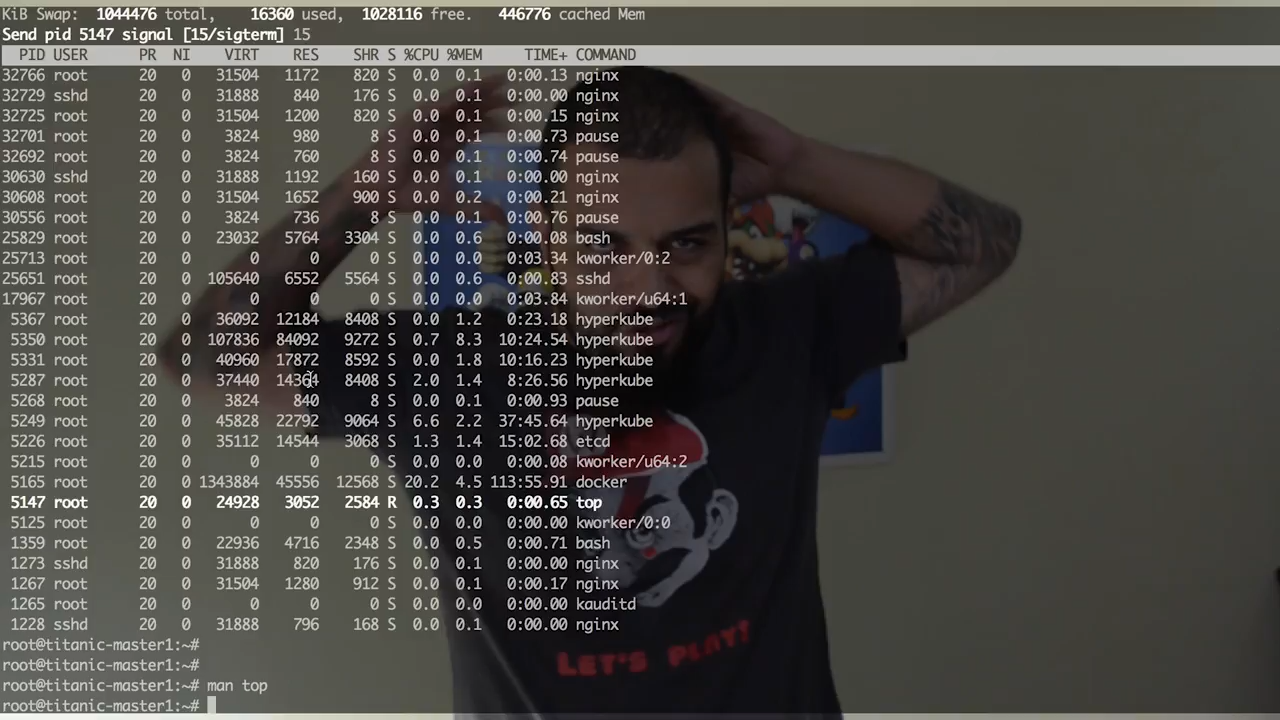 KiB Swap:  1044476 total,    16360 used,  1028116 free.   446776 cached Mem
Send pid 5147 signal [15/sigterm] 15
  PID USER      PR  NI    VIRT    RES    SHR S %CPU %MEM     TIME+ COMMAND
32766 root      20   0   31504   1172    820 S  0.0  0.1   0:00.13 nginx
32729 sshd      20   0   31888    840    176 S  0.0  0.1   0:00.00 nginx
32725 root      20   0   31504   1200    820 S  0.0  0.1   0:00.15 nginx
32701 root      20   0    3824    980      8 S  0.0  0.1   0:00.73 pause
32692 root      20   0    3824    760      8 S  0.0  0.1   0:00.74 pause
30630 sshd      20   0   31888   1192    160 S  0.0  0.1   0:00.00 nginx
30608 root      20   0   31504   1652    900 S  0.0  0.2   0:00.21 nginx
30556 root      20   0    3824    736      8 S  0.0  0.1   0:00.76 pause
25829 root      20   0   23032   5764   3304 S  0.0  0.6   0:00.08 bash
25713 root      20   0       0      0      0 S  0.0  0.0   0:03.34 kworker/0:2
25651 root      20   0  105640   6552   5564 S  0.0  0.6   0:00.83 sshd
17967 root      20   0       0      0      0 S  0.0  0.0   0:03.84 kworker/u64:1
 5367 root      20   0   36092  12184   8408 S  0.0  1.2   0:23.18 hyperkube
 5350 root      20   0  107836  84092   9272 S  0.7  8.3  10:24.54 hyperkube
 5331 root      20   0   40960  17872   8592 S  0.0  1.8  10:16.23 hyperkube
 5287 root      20   0   37440  14364   8408 S  2.0  1.4   8:26.56 hyperkube
 5268 root      20   0    3824    840      8 S  0.0  0.1   0:00.93 pause
 5249 root      20   0   45828  22792   9064 S  6.6  2.2  37:45.64 hyperkube
 5226 root      20   0   35112  14544   3068 S  1.3  1.4  15:02.68 etcd
 5215 root      20   0       0      0      0 S  0.0  0.0   0:00.08 kworker/u64:2
 5165 root      20   0 1343884  45556  12568 S 20.2  4.5 113:55.91 docker
 5147 root      20   0   24928   3052   2584 R  0.3  0.3   0:00.65 top
 5125 root      20   0       0      0      0 S  0.0  0.0   0:00.00 kworker/0:0
 1359 root      20   0   22936   4716   2348 S  0.0  0.5   0:00.71 bash
 1273 sshd      20   0   31888    820    176 S  0.0  0.1   0:00.00 nginx
 1267 root      20   0   31504   1280    912 S  0.0  0.1   0:00.17 nginx
 1265 root      20   0       0      0      0 S  0.0  0.0   0:00.00 kauditd
 1228 sshd      20   0   31888    796    168 S  0.0  0.1   0:00.00 nginx
root@titanic-master1:~#
root@titanic-master1:~#
root@titanic-master1:~# man top
root@titanic-master1:~#
LET'S PLAY!